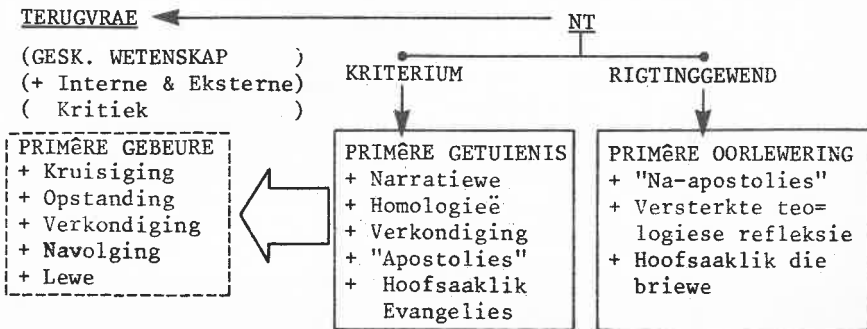 TERUGVRAE
NT
(GESK. WETENSKAP )
(+ Interne & Eksterne)
( Kritiek )
KRITERIUM
RIGTINGGEWEND
PRIMêRE GEBEURE
+ Kruisiging
+ Opstanding
+ Verkondiging
+ Navolging
+ Lewe
PRIMêRE GETUIENIS
+ Narratiewe
+ Homologieë
+ Verkondiging
+ "Apostolies"
+ Hoofsaaklik
Evangelies
PRIMêRE OORLEWERING
+ "Na-apostolies"
+ Versterkte teo=
logiese refleksie
+ Hoofsaaklik die
briewe